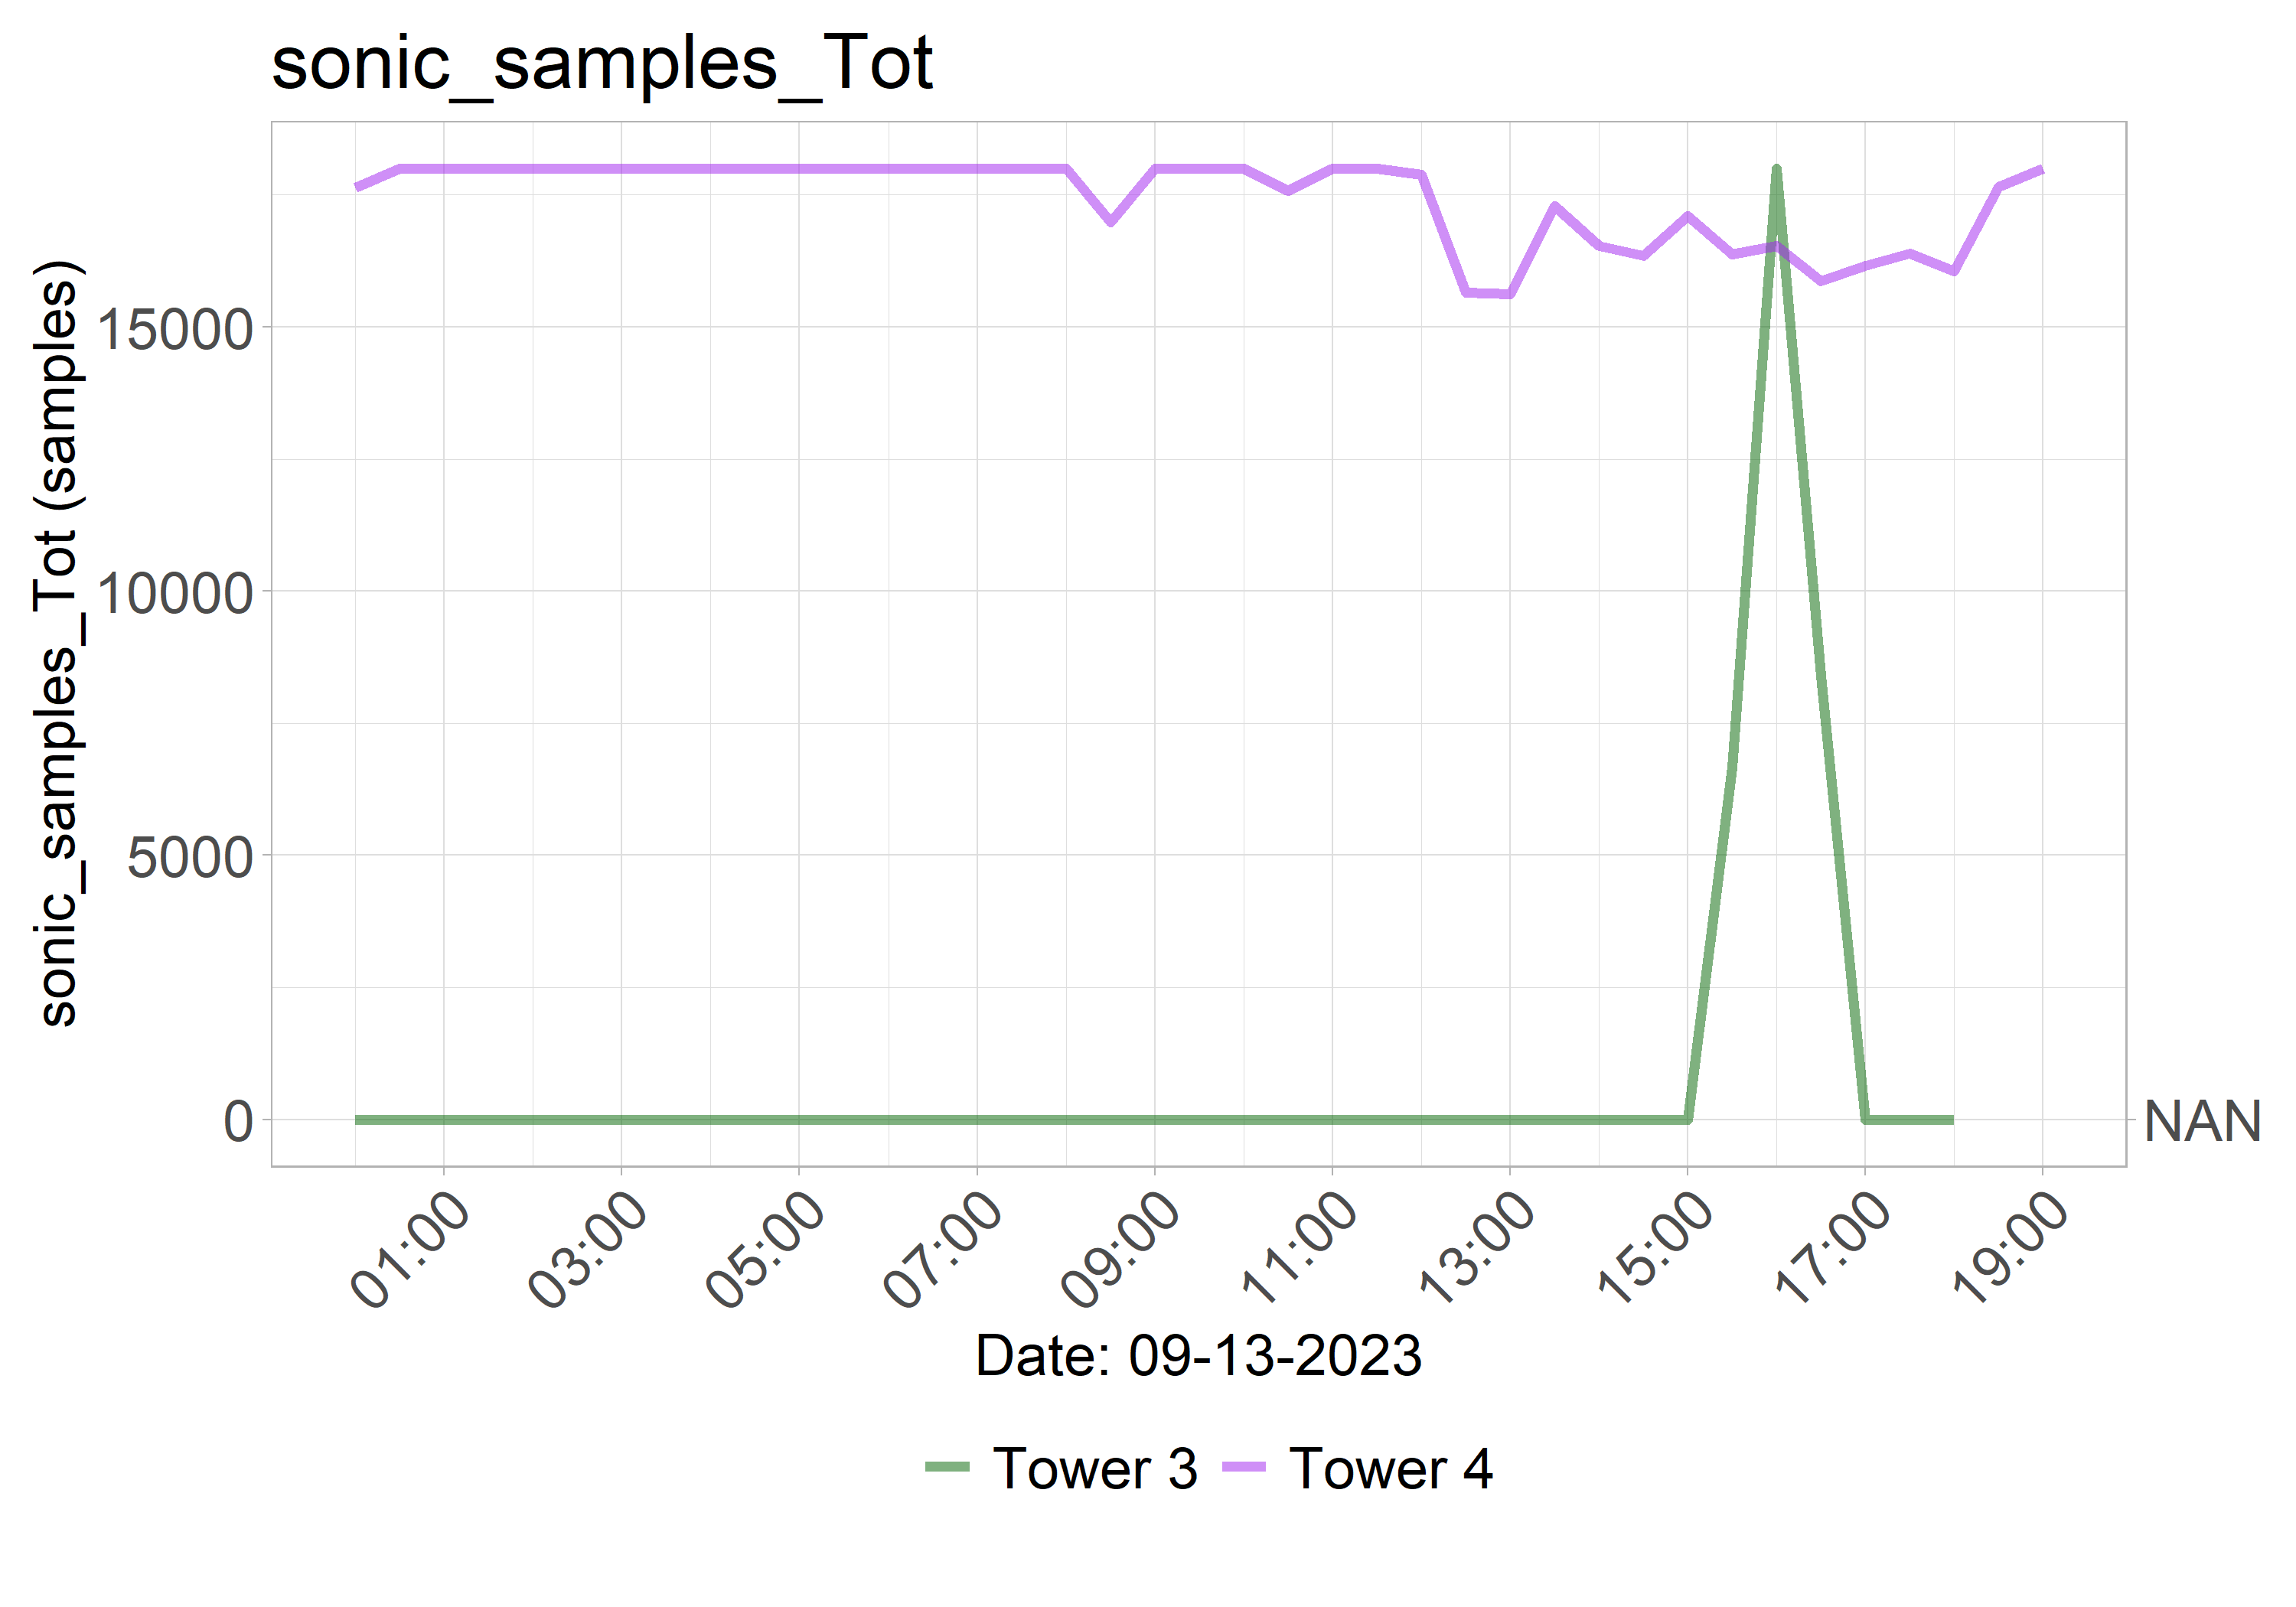 sonic_samples_Tot
sonic_samples_Tot (samples)
15000
10000
5000
0
NAN
01:00
03:00
05:00
07:00
09:00
11:00
13:00
15:00
17:00
19:00
Date: 09-13-2023
Tower 3 Tower 4